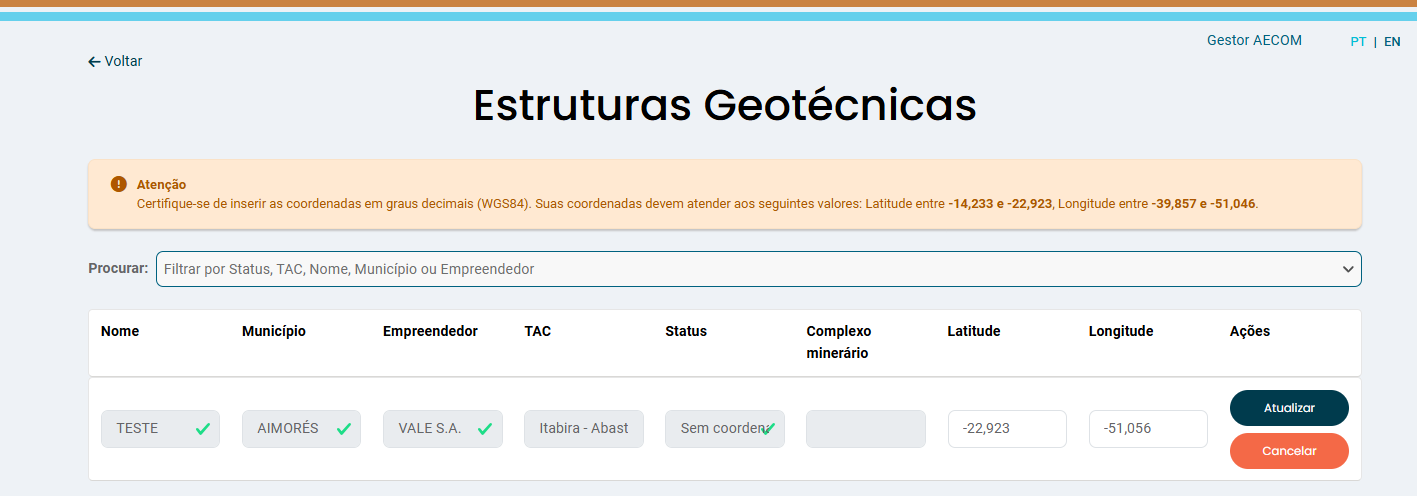 Gestor AECOM PT | EN
Voltar
Estruturas Geotécnicas
Atenção
Certifique-se de inserir as coordenadas em graus decimais (WGS84). Suas coordenadas devem atender aos seguintes valores: Latitude entre -14,233 e -22,923, Longitude entre -39,857 e -51,046.
Procurar: Filtrar por Status, TAC, Nome, Município ou Empreendedor
Nome Município Empreendedor TAC Status Complexo minerário Latitude Longitude Ações
TESTE AIMORÉS VALE S.A. Itabira - Abast Sem coorden -22,923 -51,056 Atualizar
Cancelar